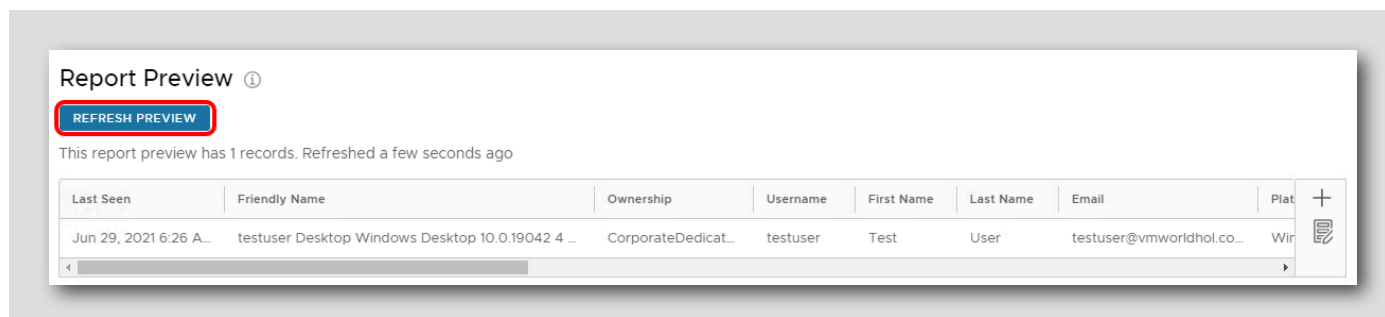 Report Preview
REFRESH PREVIEW
This report preview has 1 records. Refreshed a few seconds ago
Last Seen Friendly Name Ownership Username First Name Last Name Email Plat
Jun 29, 2021 6:26 A... testuser Desktop Windows Desktop 10.0.19042 4 ... CorporateDedicat... testuser Test User testuser@vmworldhol.co... Win